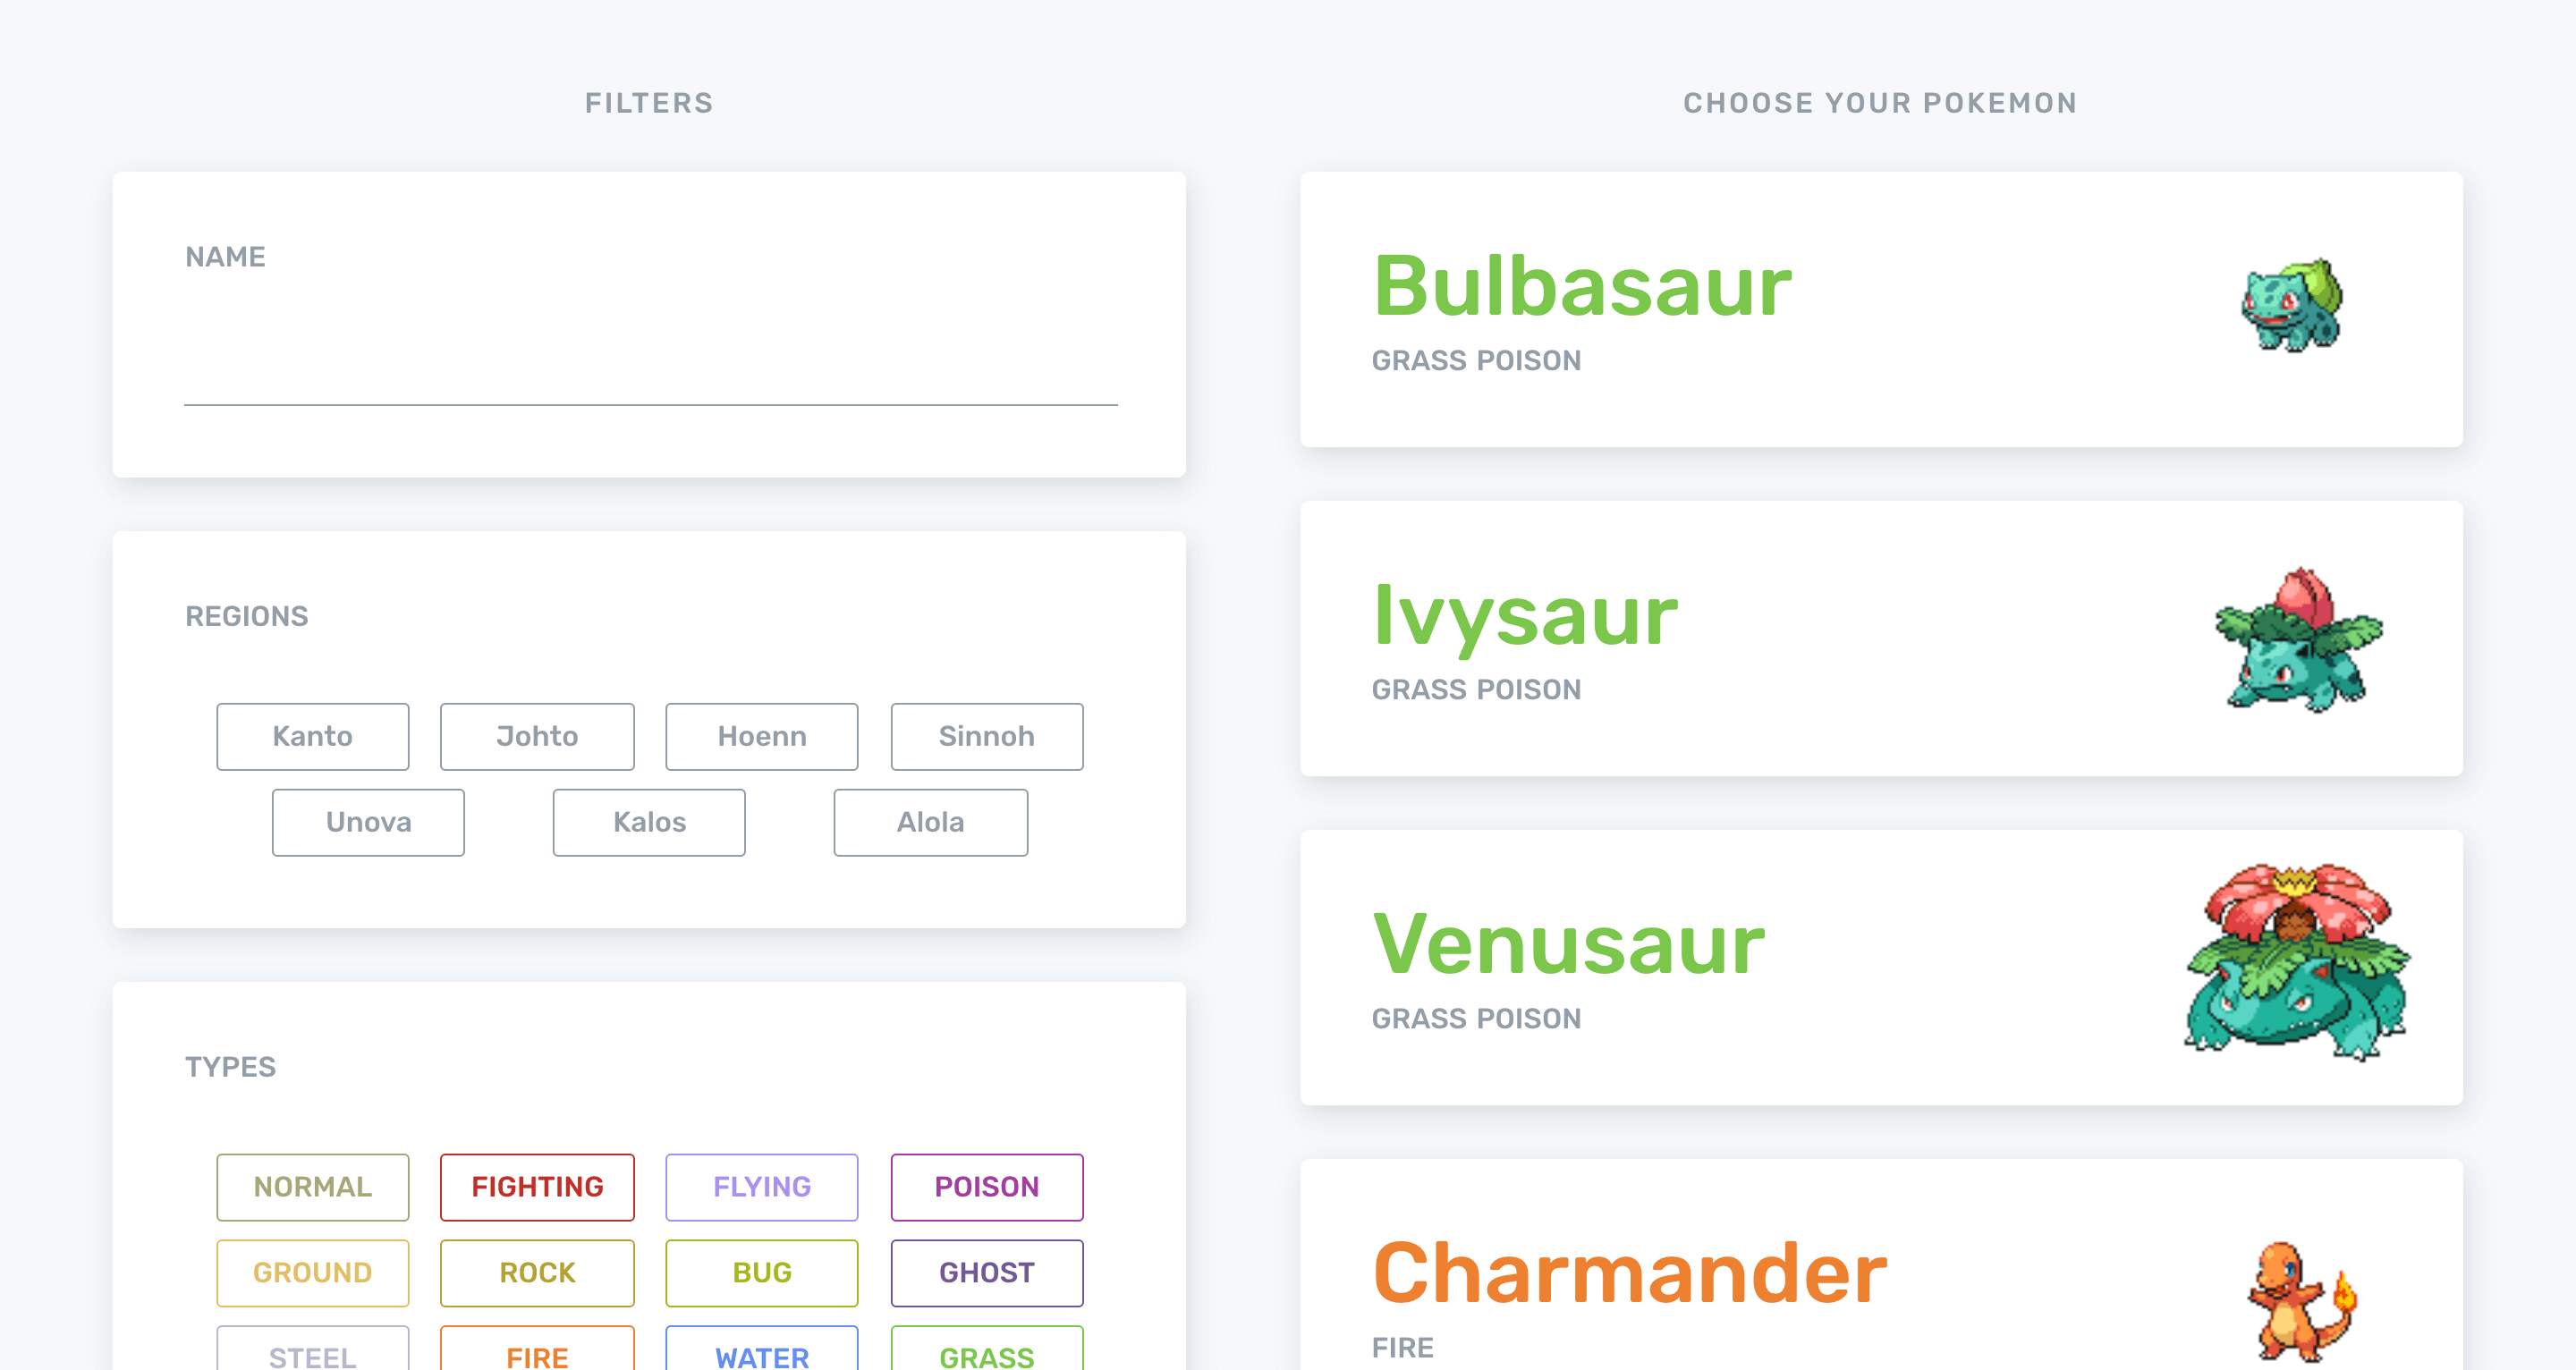 FILTERS
NAME
REGIONS
Kanto Johto Hoenn Sinnoh
Unova Kalos Alola
TYPES
NORMAL FIGHTING FLYING POISON
GROUND ROCK BUG GHOST
STEEL FIRE WATER GRASS
CHOOSE YOUR POKEMON
Bulbasaur
GRASS POISON
Ivysaur
GRASS POISON
Venusaur
GRASS POISON
Charmander
FIRE